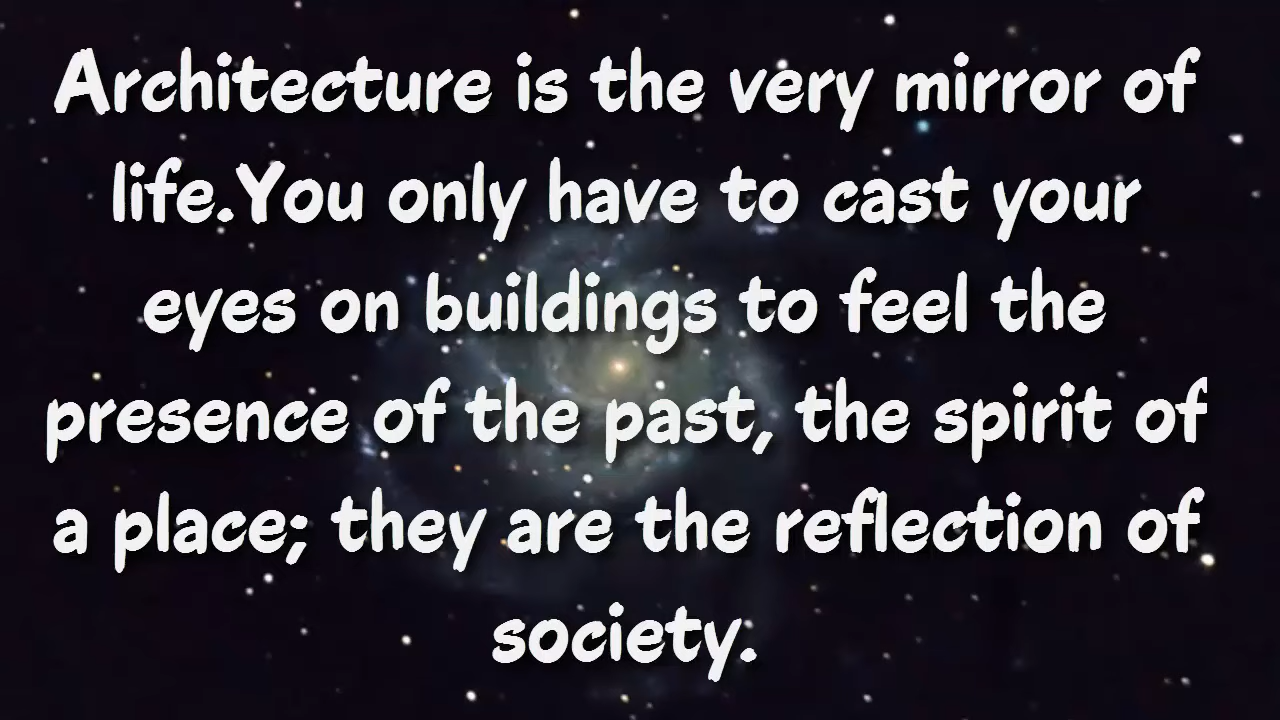 Architecture is the very mirror of
life.You only have to cast your
eyes on buildings to feel the
presence of the past, the spirit of
a place; they are the reflection of
society.